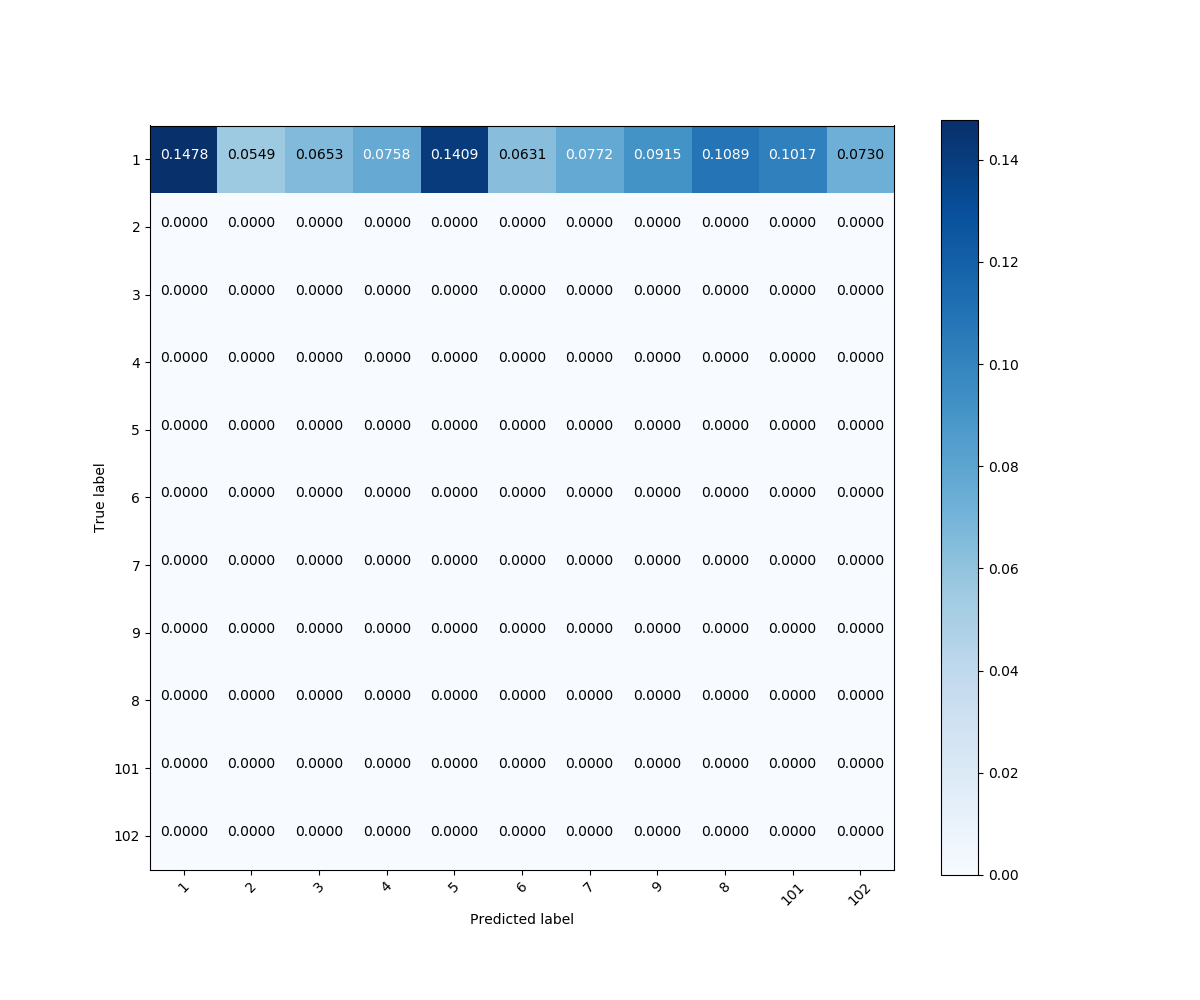 1 0.1478 0.0549 0.0653 0.0758 0.1409 0.0631 0.0772 0.0915 0.1089 0.1017 0.0730
2 0.0000 0.0000 0.0000 0.0000 0.0000 0.0000 0.0000 0.0000 0.0000 0.0000 0.0000
3 0.0000 0.0000 0.0000 0.0000 0.0000 0.0000 0.0000 0.0000 0.0000 0.0000 0.0000
4 0.0000 0.0000 0.0000 0.0000 0.0000 0.0000 0.0000 0.0000 0.0000 0.0000 0.0000
5 0.0000 0.0000 0.0000 0.0000 0.0000 0.0000 0.0000 0.0000 0.0000 0.0000 0.0000
6 0.0000 0.0000 0.0000 0.0000 0.0000 0.0000 0.0000 0.0000 0.0000 0.0000 0.0000
7 0.0000 0.0000 0.0000 0.0000 0.0000 0.0000 0.0000 0.0000 0.0000 0.0000 0.0000
9 0.0000 0.0000 0.0000 0.0000 0.0000 0.0000 0.0000 0.0000 0.0000 0.0000 0.0000
8 0.0000 0.0000 0.0000 0.0000 0.0000 0.0000 0.0000 0.0000 0.0000 0.0000 0.0000
101 0.0000 0.0000 0.0000 0.0000 0.0000 0.0000 0.0000 0.0000 0.0000 0.0000 0.0000
102 0.0000 0.0000 0.0000 0.0000 0.0000 0.0000 0.0000 0.0000 0.0000 0.0000 0.0000
1 2 3 4 5 6 7 9 8 101 102
Predicted label
True label
0.14
0.12
0.10
0.08
0.06
0.04
0.02
0.00